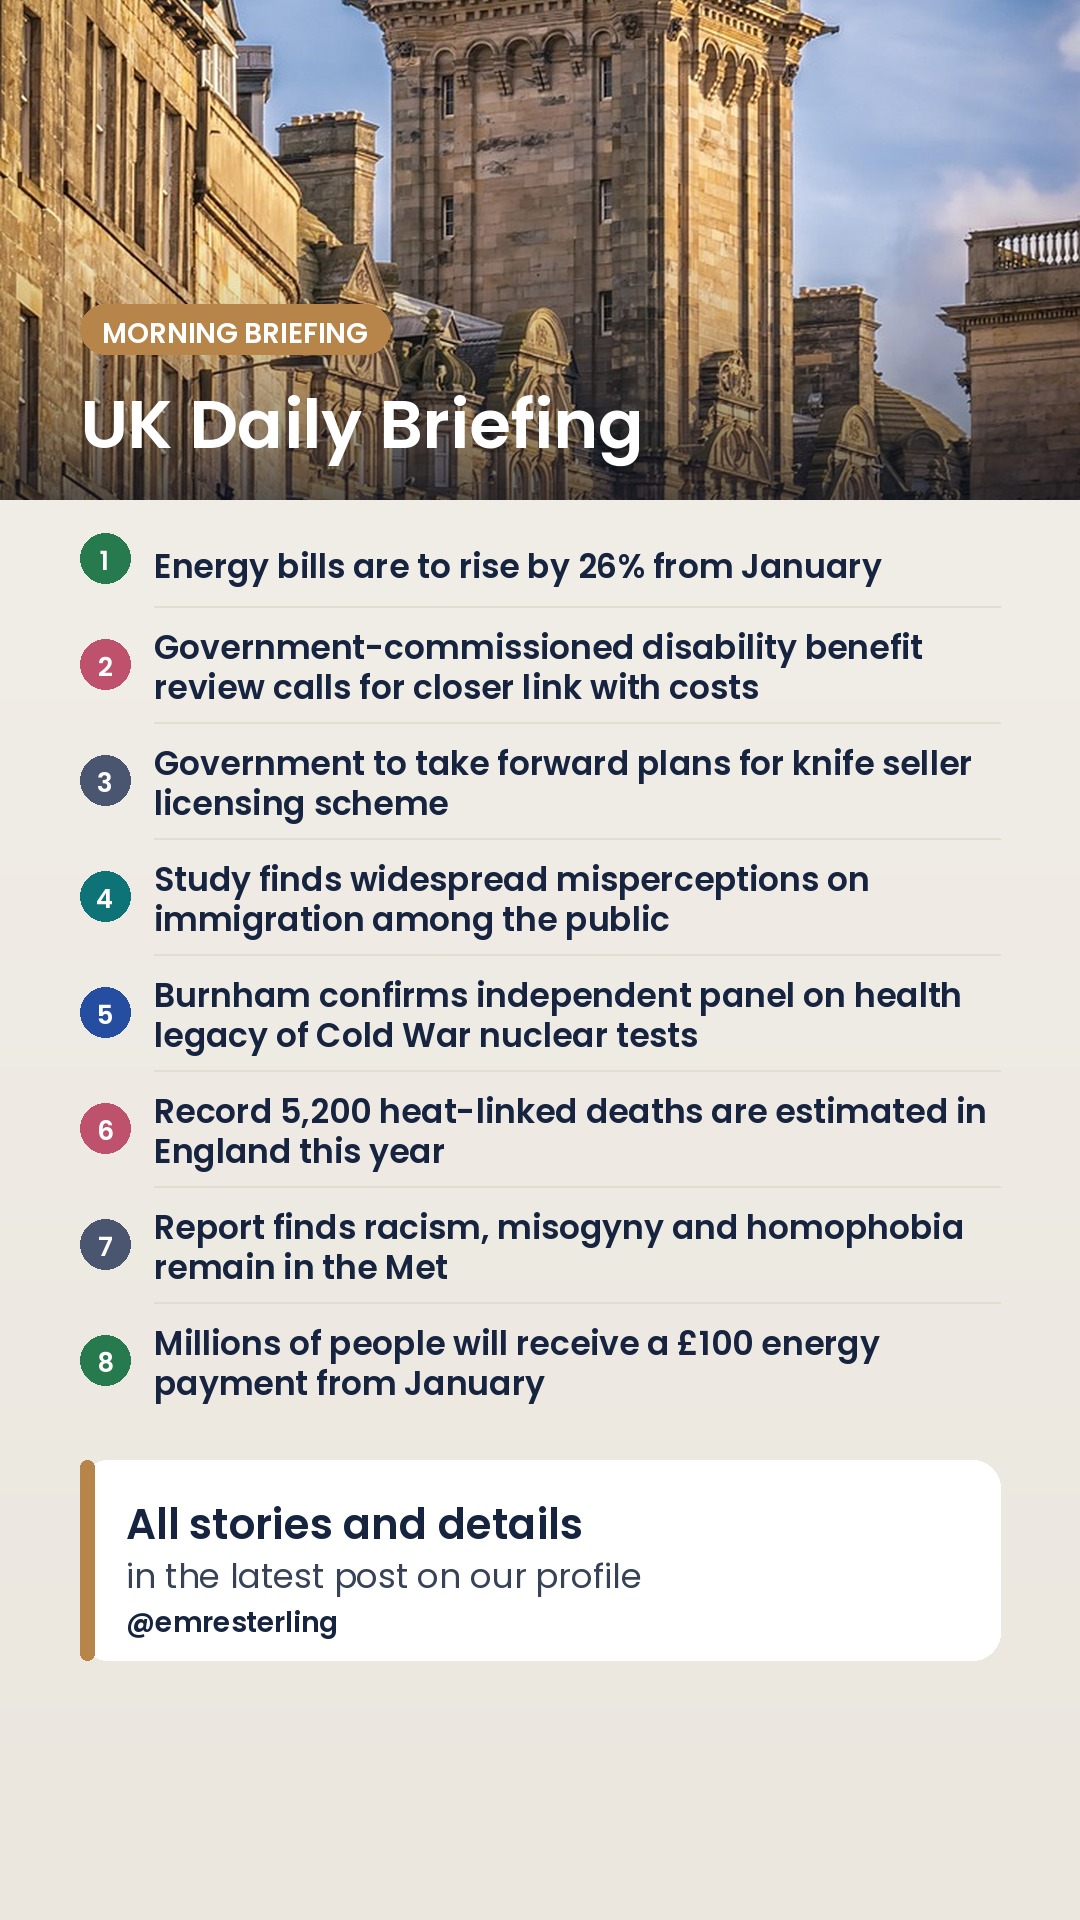 MORNING BRIEFING
UK Daily Briefing
1
Energy bills are to rise by 26% from January
2
Government-commissioned disability benefit
review calls for closer link with costs
3
Government to take forward plans for knife seller
licensing scheme
4
Study finds widespread misperceptions on
immigration among the public
5
Burnham confirms independent panel on health
legacy of Cold War nuclear tests
6
Record 5,200 heat-linked deaths are estimated in
England this year
7
Report finds racism, misogyny and homophobia
remain in the Met
8
Millions of people will receive a £100 energy
payment from January
All stories and details
in the latest post on our profile
@emresterling